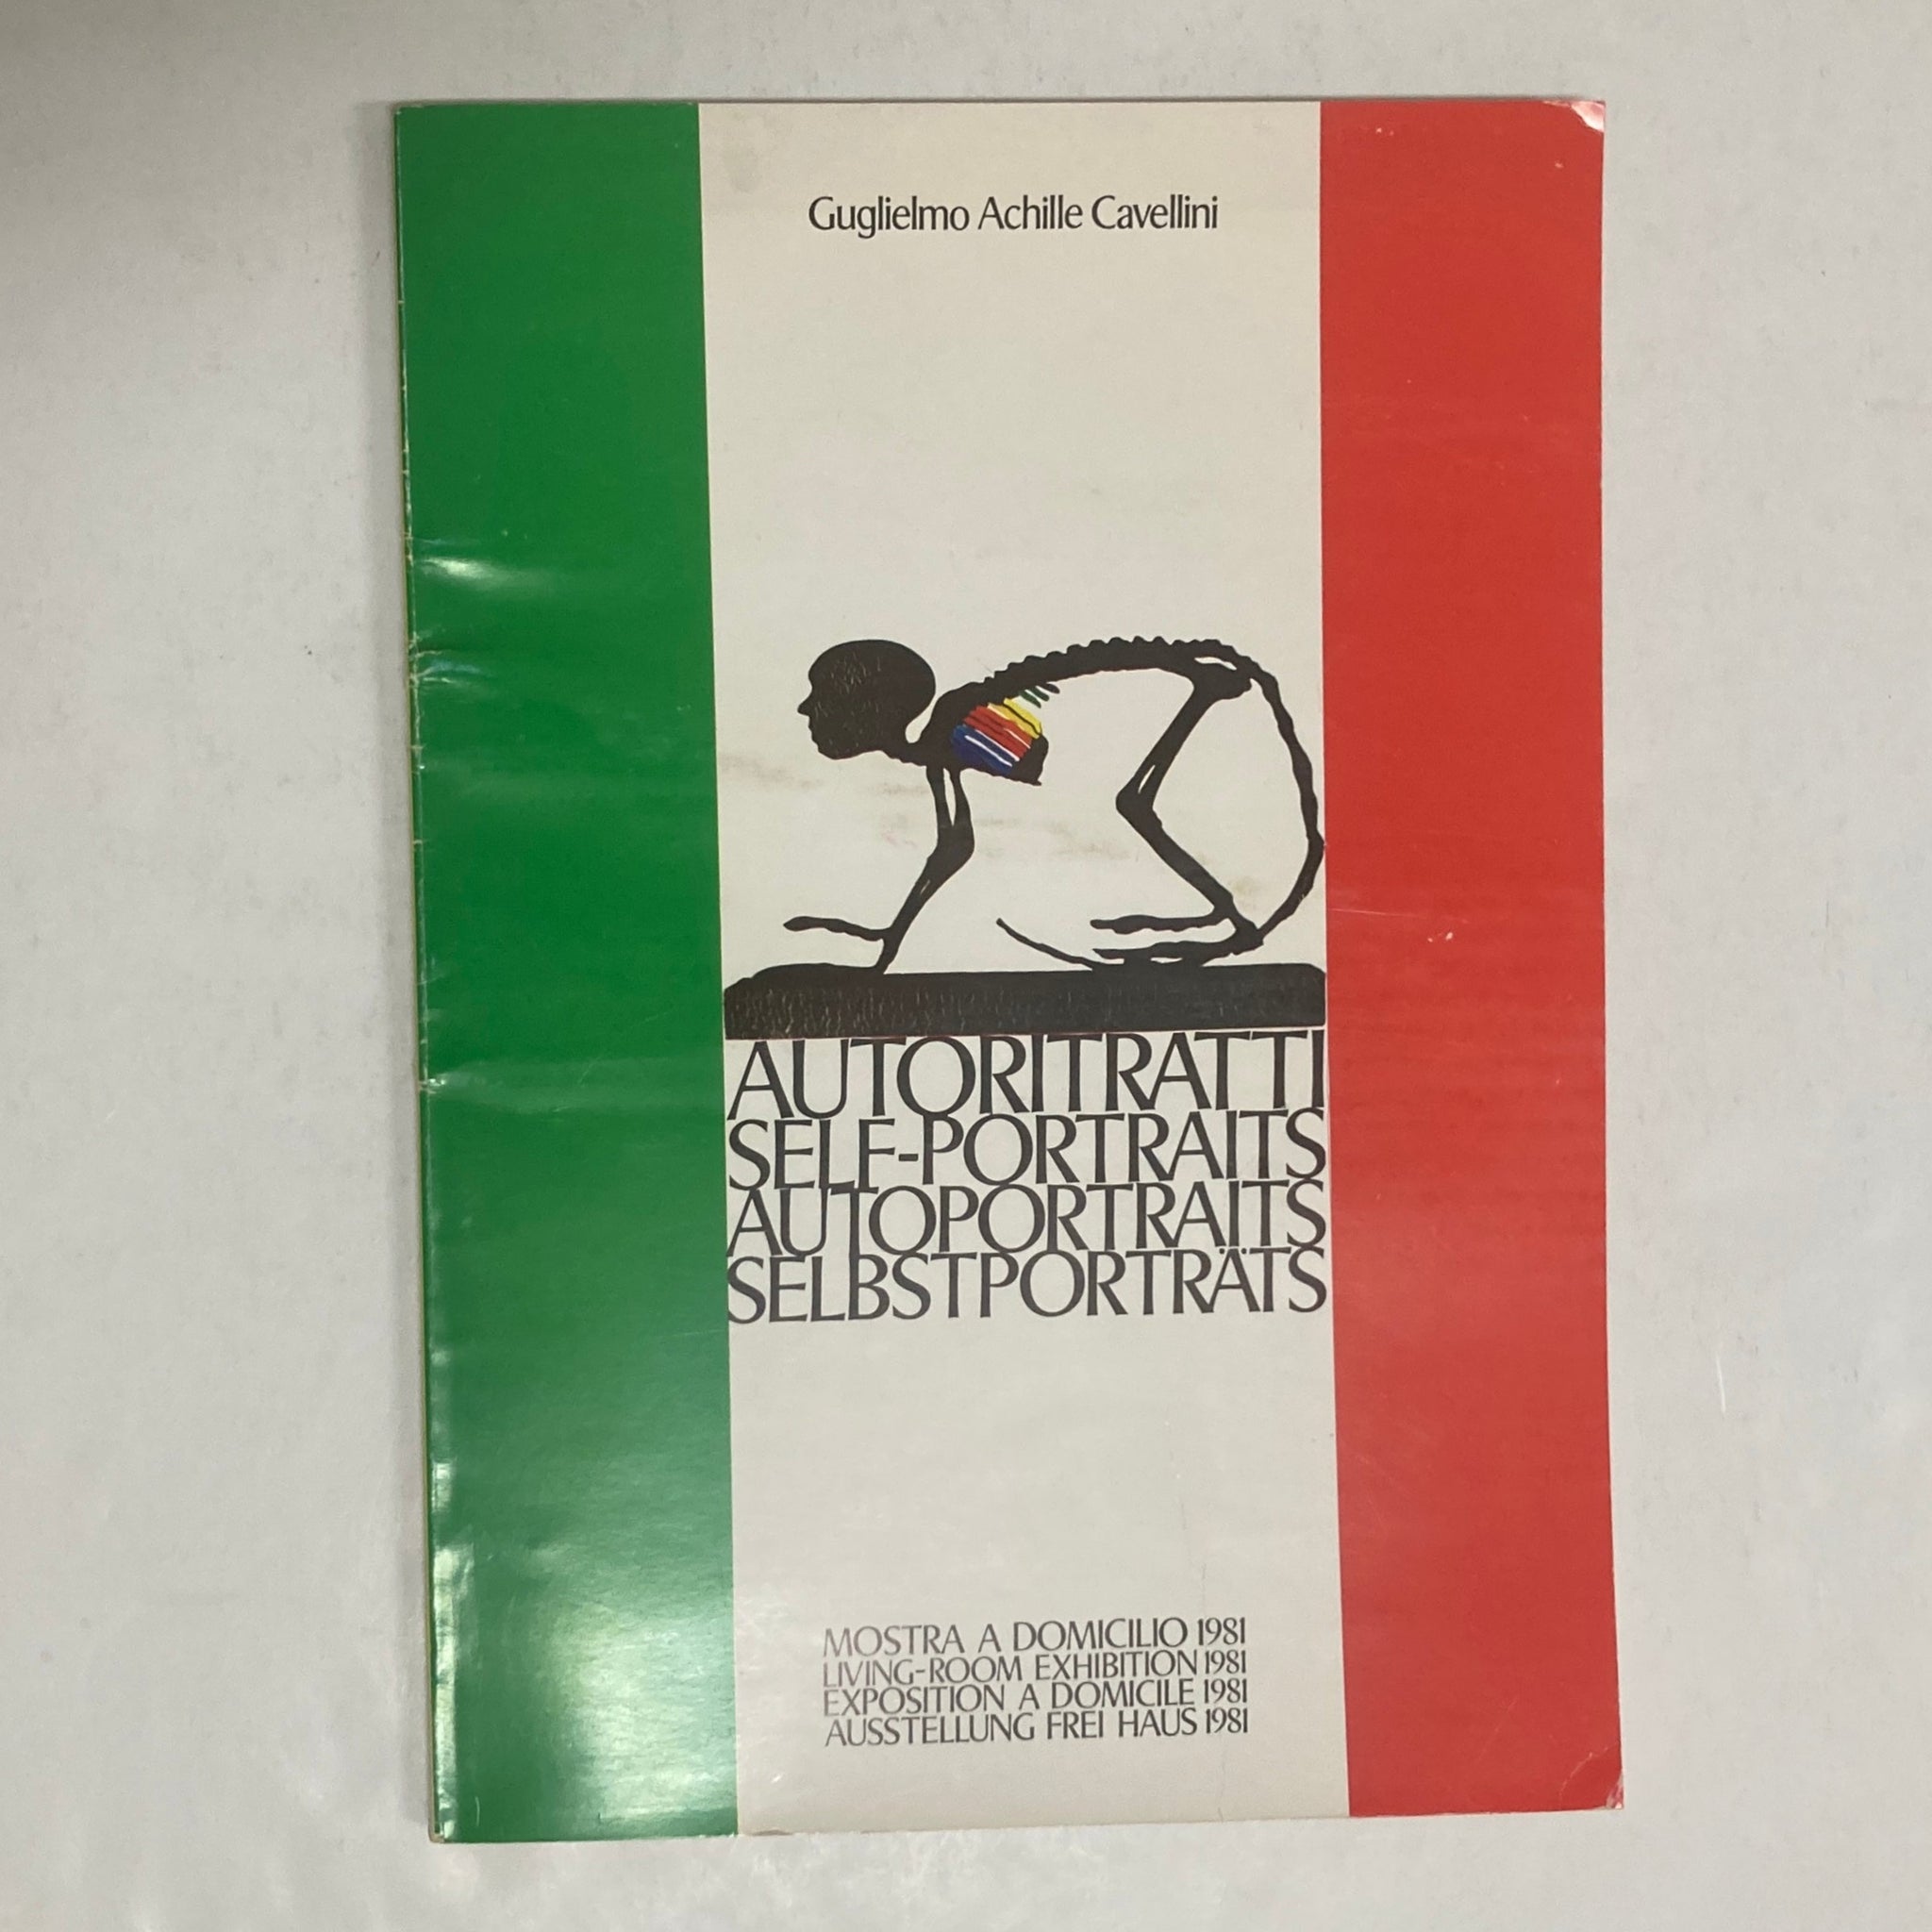 Guglielmo Achille Cavellini
AUTORITRATTI
SELF-PORTRAITS
AUTOPORTRAITS
SELBSTPORTRÄTS
MOSTRA A DOMICILIO 1981
LIVING-ROOM EXHIBITION 1981
EXPOSITION A DOMICILE 1981
AUSSTELLUNG FREI HAUS 1981